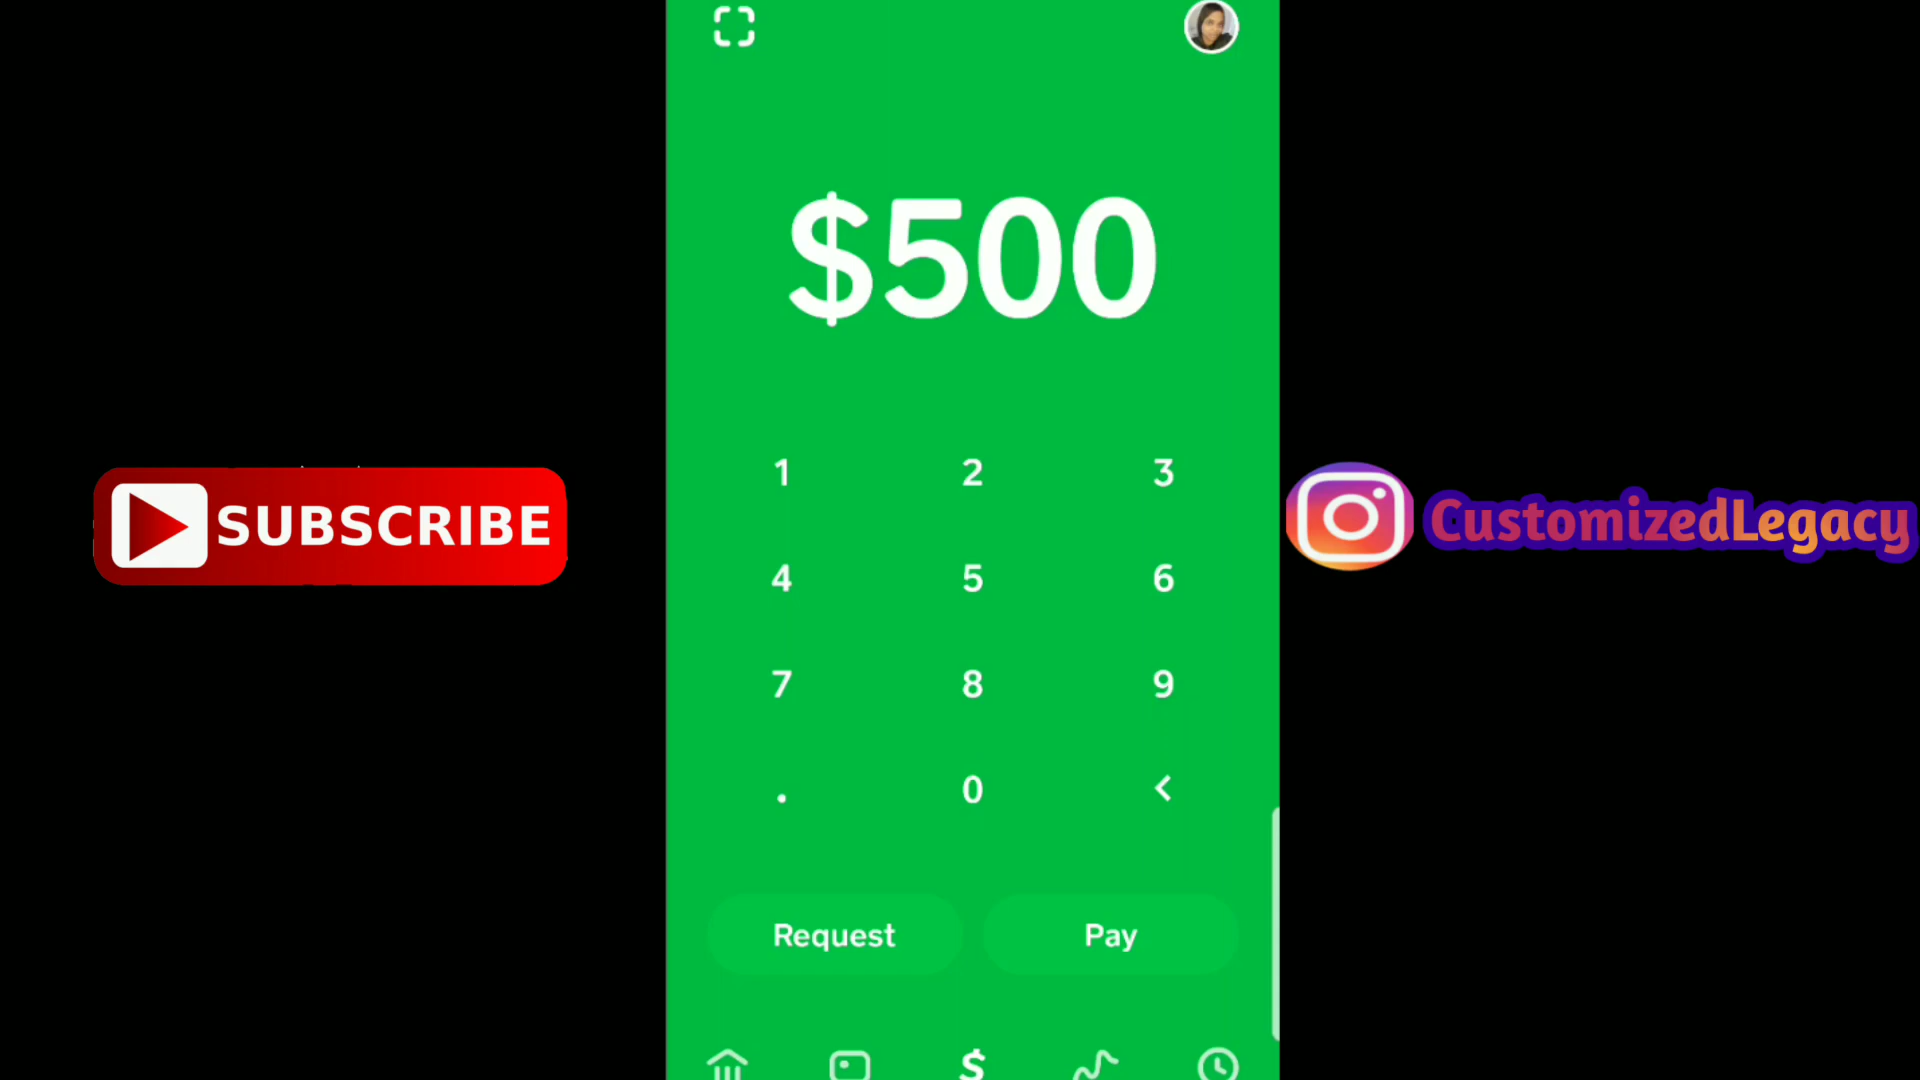 $500
1 2 3
SUBSCRIBE
CustomizedLegacy
4 5 6
7 8 9
. 0 <
Request Pay
$